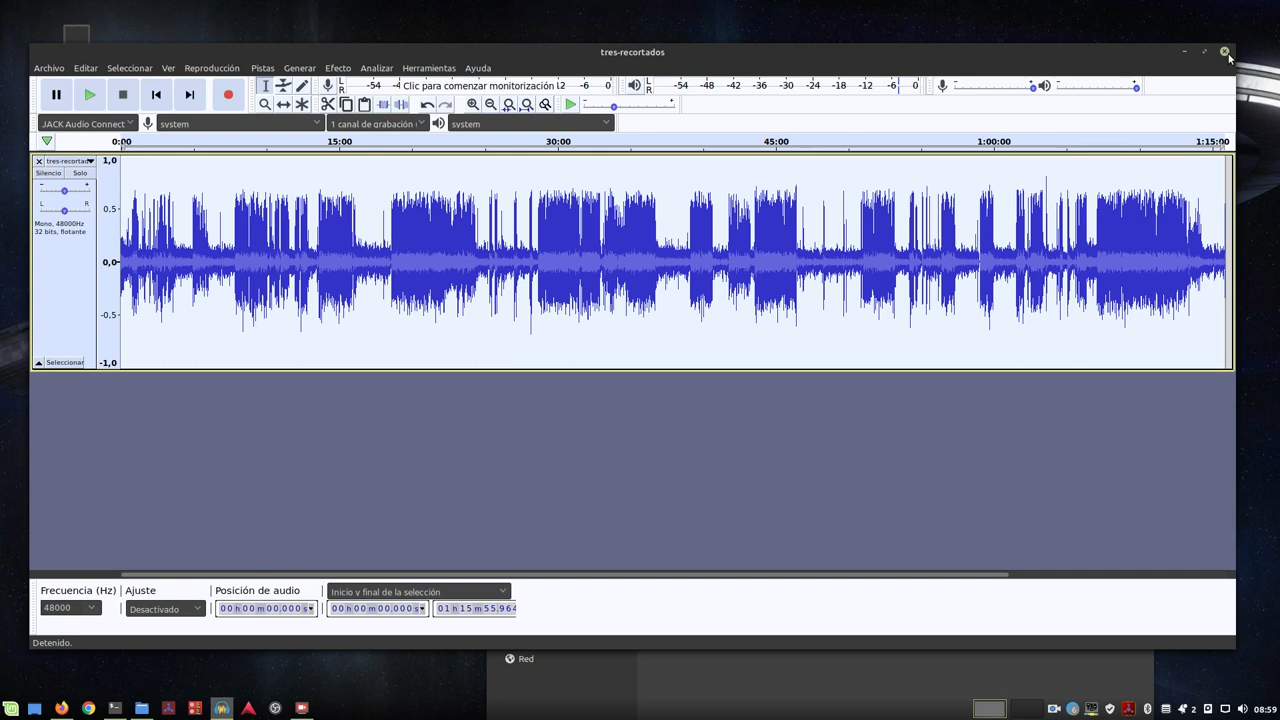 tres-recortados
Archivo Editar Seleccionar Ver Reproducción Pistas Generar Efecto Analizar Herramientas Ayuda
L R -54 -4 Clic para comenzar monitorización L2 -6 0 L R -54 -48 -42 -36 -30 -24 -18 -12 -6 0 - + - +
- +
JACK Audio Connect system 1 canal de grabación system
0:00 15:00 30:00 45:00 1:00:00 1:15:00
tres-recortad 1,0
Silencio Solo
- +
L R 0,5
Mono, 48000Hz
32 bits, flotante
0,0
-0,5
Seleccionar -1,0
Frecuencia (Hz) Ajuste Posición de audio Inicio y final de la selección
48000 Desactivado 00 h 00 m 00,000 s 00 h 00 m 00,000 s 01 h 15 m 55,964
Detenido.
Red
2 08:59